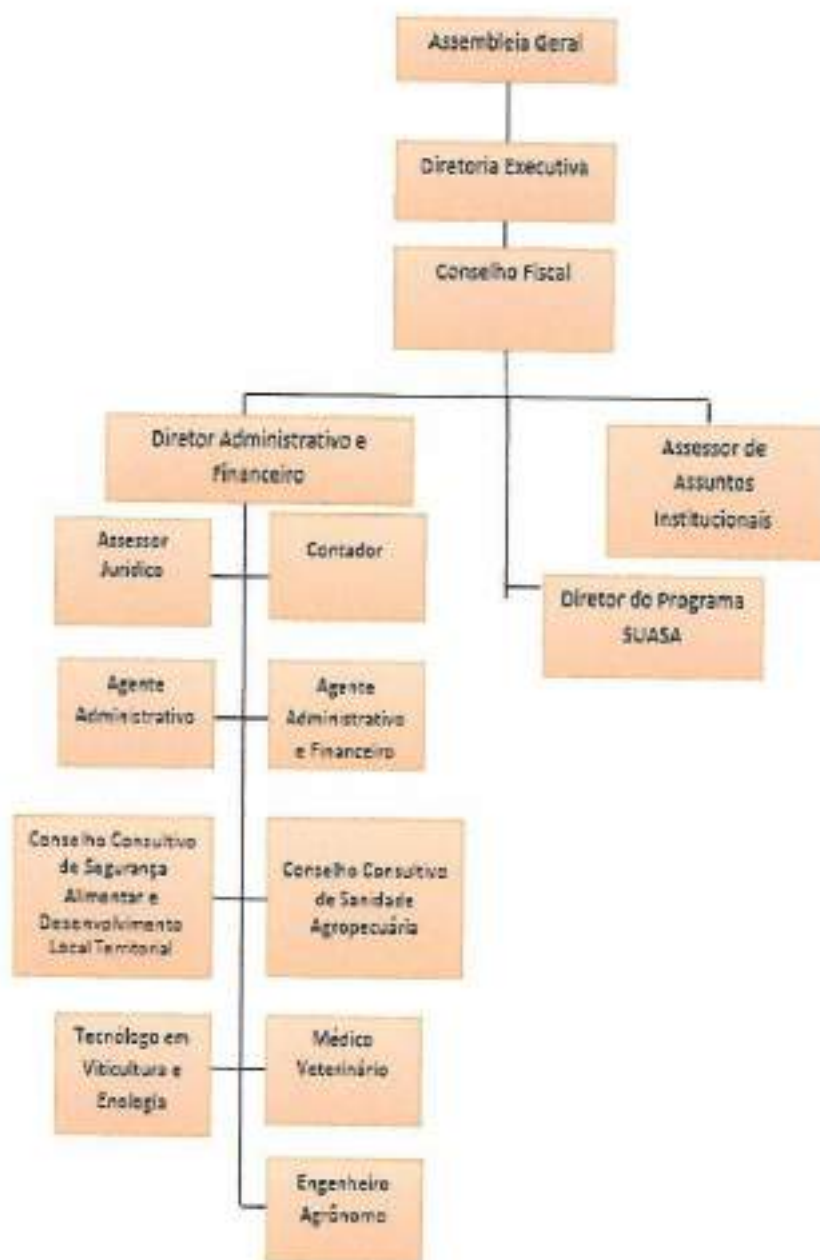 Assembleia Geral
Diretoria Executiva
Conselho Fiscal
Diretor Administrativo e
Financeiro
Assessor de
Assuntos
Institucionais
Assessor
Jurídico
Contador
Diretor do Programa
SUASA
Agente
Administrativo
Agente
Administrativo
e Financeiro
Conselho Consultivo
de Segurança
Alimentar e
Desenvolvimento
Local Territorial
Conselho Consultivo
de Sanidade
Agropecuária
Tecnólogo em
Viticultura e
Enologia
Médico
Veterinário
Engenheiro
Agrônomo